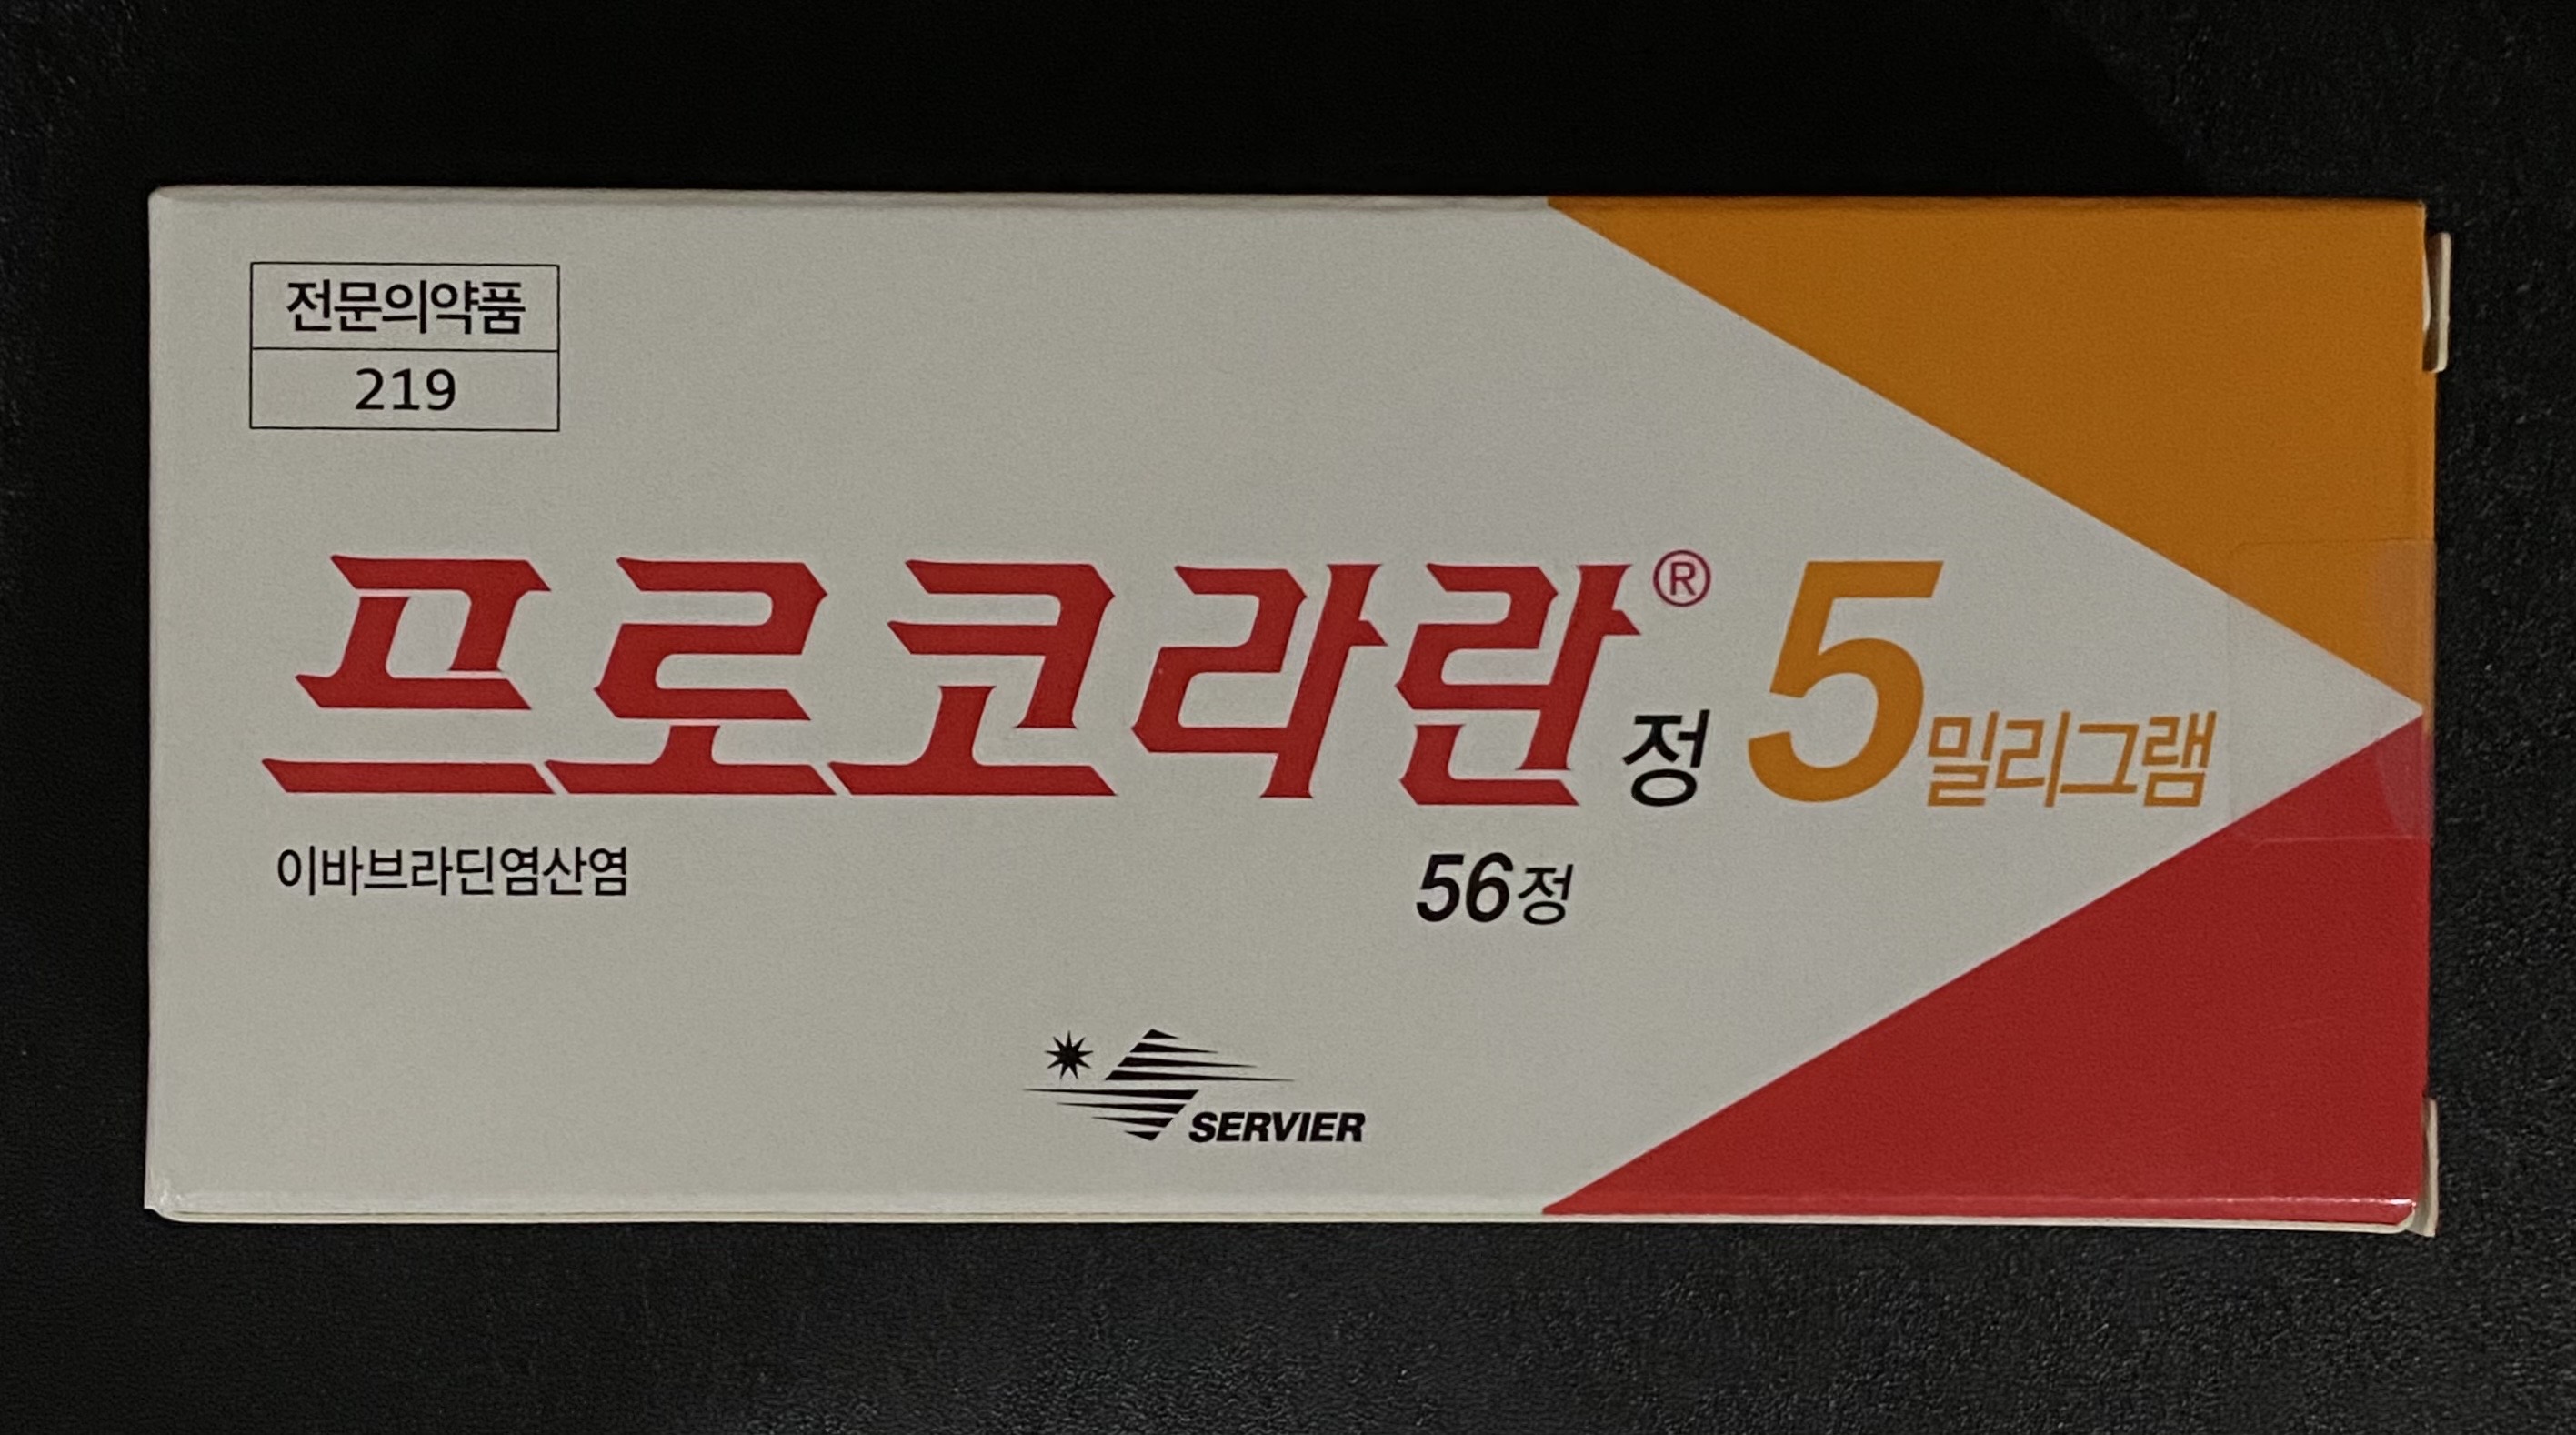 전문의약품
219
프로코라란® 정 5밀리그램
이바브라딘염산염
56정
SERVIER